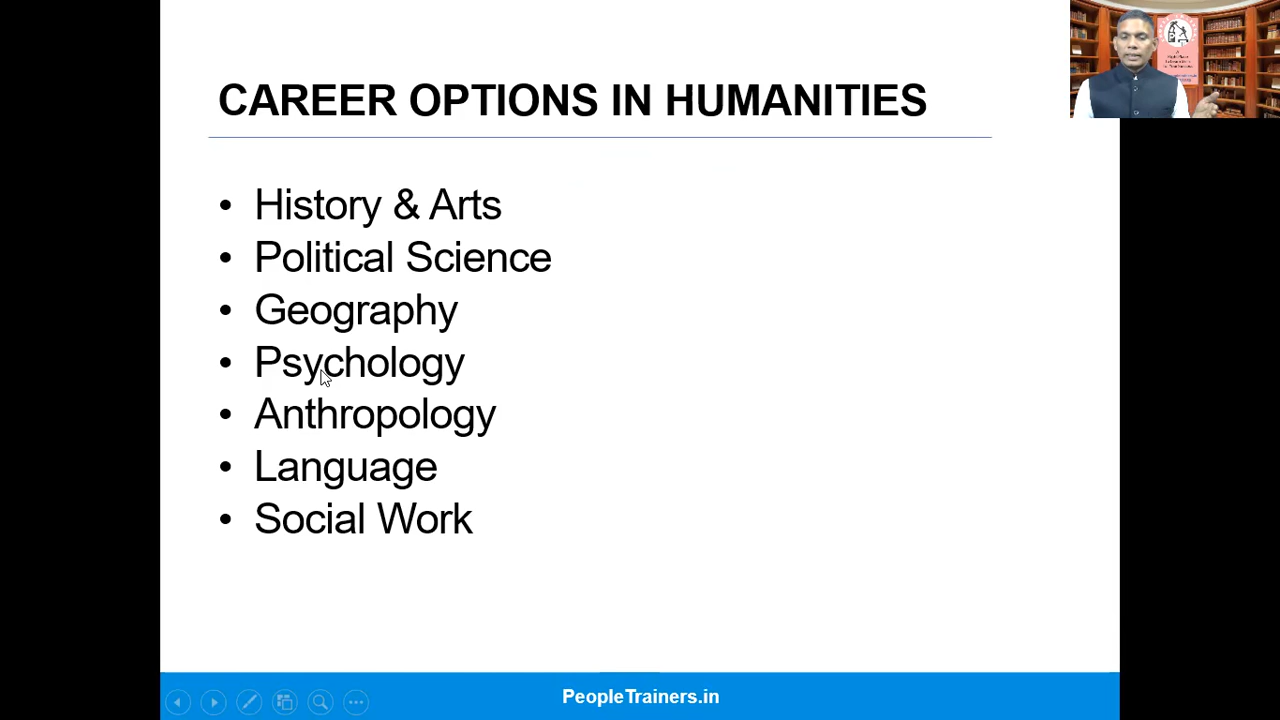 CAREER OPTIONS IN HUMANITIES
• History & Arts
• Political Science
• Geography
• Psychology
• Anthropology
• Language
• Social Work
PeopleTrainers.in